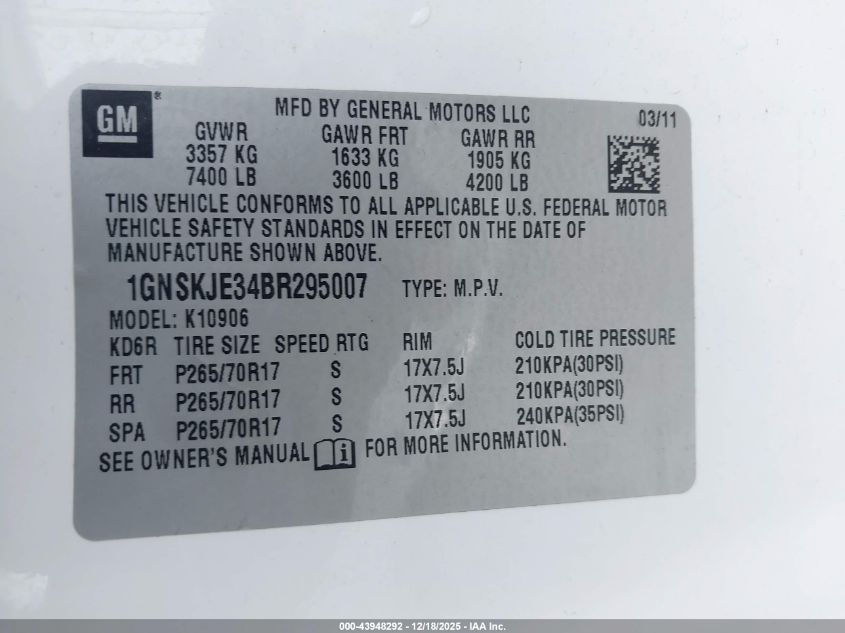 GM®
MFD BY GENERAL MOTORS LLC
03/11
GVWR GAWR FRT GAWR RR
3357 KG 1633 KG 1905 KG
7400 LB 3600 LB 4200 LB
THIS VEHICLE CONFORMS TO ALL APPLICABLE U.S. FEDERAL MOTOR
VEHICLE SAFETY STANDARDS IN EFFECT ON THE DATE OF
MANUFACTURE SHOWN ABOVE.
1GNSKJE34BR295007 TYPE: M.P.V.
MODEL: K10906
KD6R TIRE SIZE SPEED RTG RIM COLD TIRE PRESSURE
FRT P265/70R17 S 17X7.5J 210KPA(30PSI)
RR P265/70R17 S 17X7.5J 210KPA(30PSI)
SPA P265/70R17 S 17X7.5J 240KPA(35PSI)
SEE OWNER'S MANUAL i FOR MORE INFORMATION.
000-43948292 - 12/18/2025 - IAA Inc.